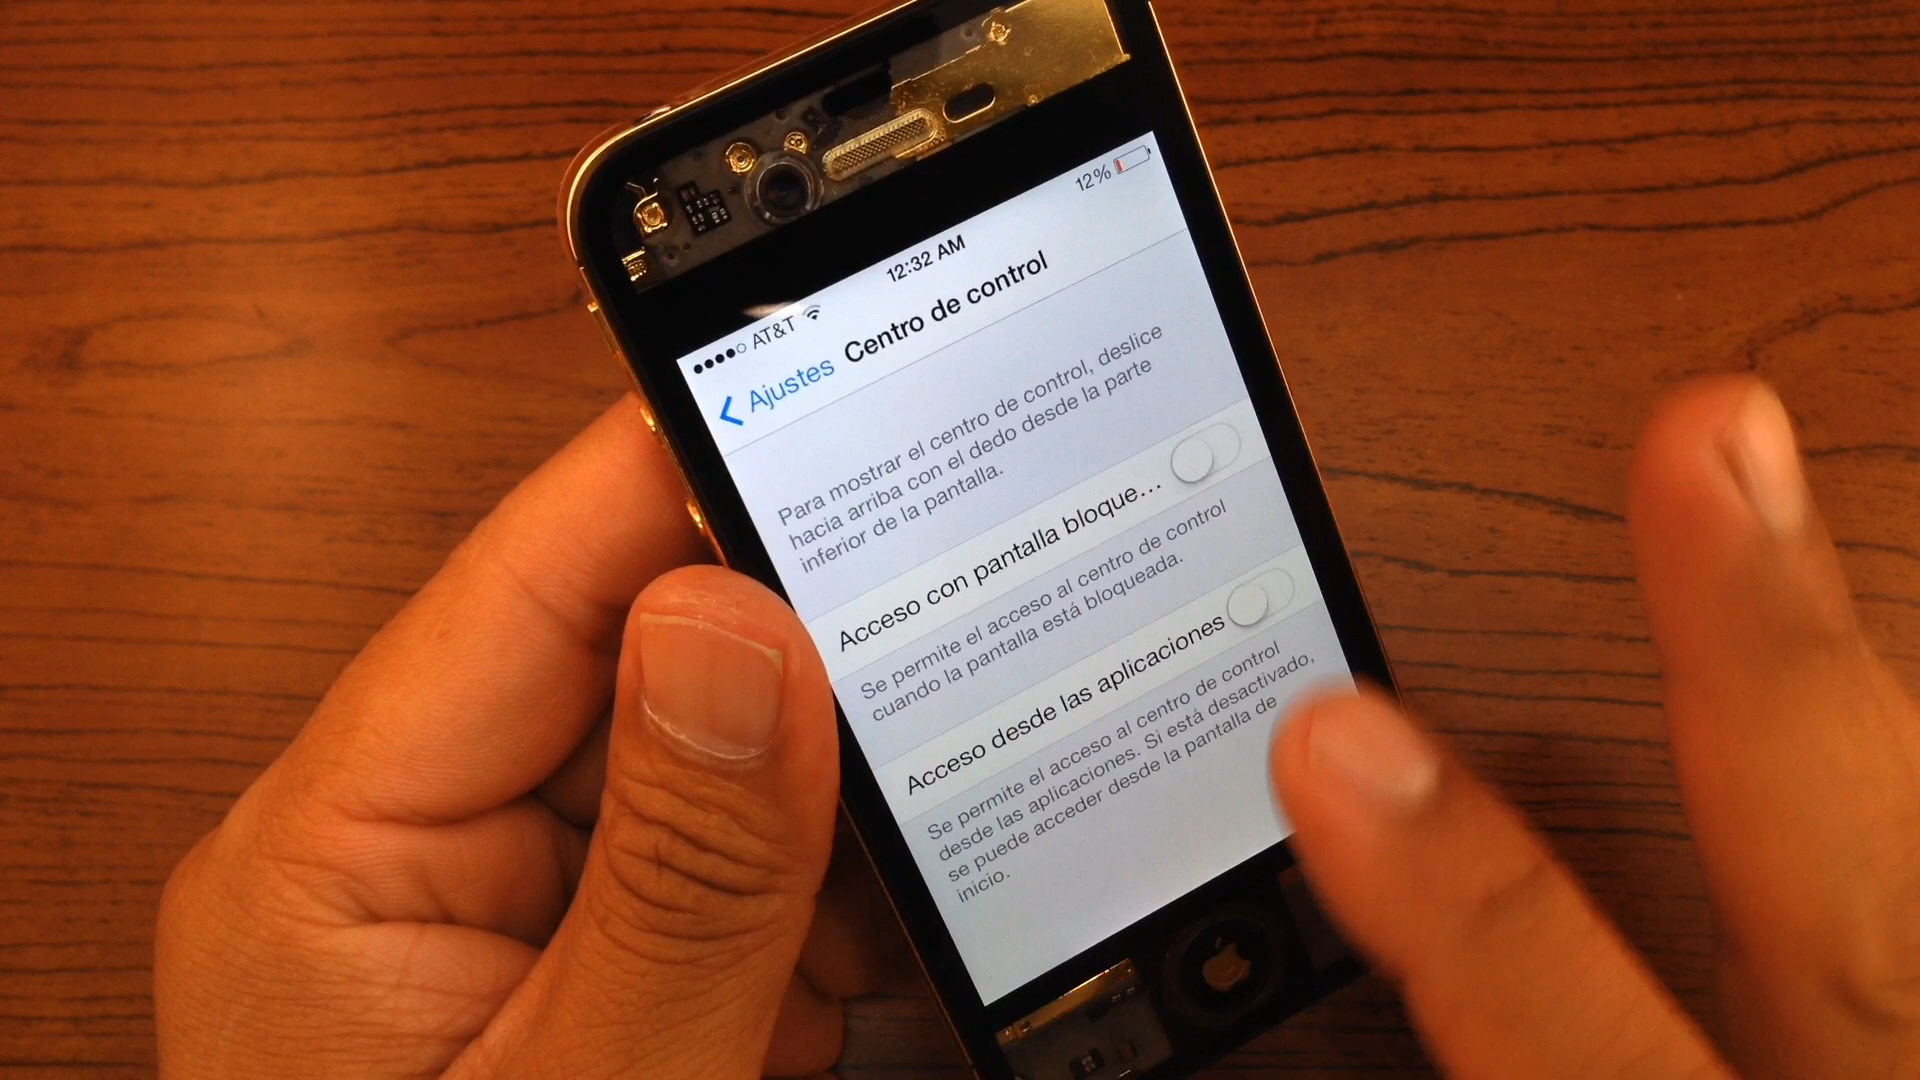 AT&T 12:32 AM 12%
Ajustes Centro de control
Para mostrar el centro de control, deslice
hacia arriba con el dedo desde la parte
inferior de la pantalla.
Acceso con pantalla bloque...
Se permite el acceso al centro de control
cuando la pantalla está bloqueada.
Acceso desde las aplicaciones
Se permite el acceso al centro de control
desde las aplicaciones. Si está desactivado,
se puede acceder desde la pantalla de
inicio.